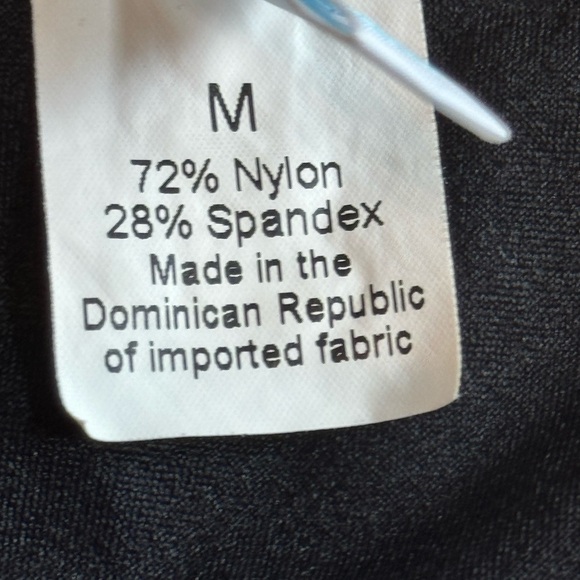 M
72% Nylon
28% Spandex
Made in the
Dominican Republic
of imported fabric